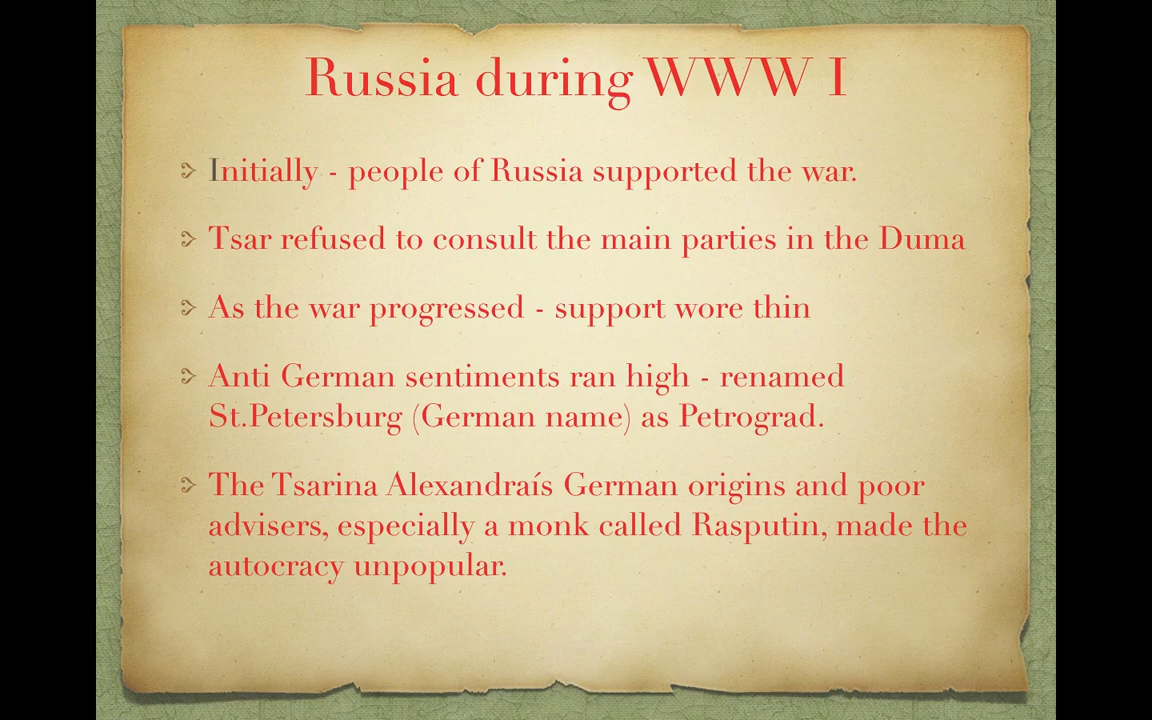 Russia during WWW I
Initially - people of Russia supported the war.
Tsar refused to consult the main parties in the Duma
As the war progressed - support wore thin
Anti German sentiments ran high - renamed
St.Petersburg (German name) as Petrograd.
The Tsarina Alexandraís German origins and poor
advisers, especially a monk called Rasputin, made the
autocracy unpopular.